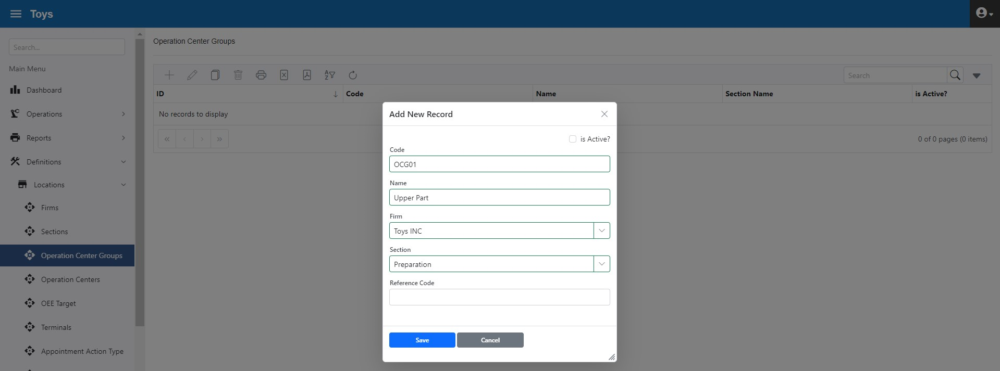 Toys
Search...
Main Menu
Dashboard
Operations
Reports
Definitions
Locations
Firms
Sections
Operation Center Groups
Operation Centers
OEE Target
Terminals
Appointment Action Type
Operation Center Groups
Search
ID Code Name Section Name is Active?
No records to display
0 of 0 pages (0 items)
Add New Record
is Active?
Code
OCG01
Name
Upper Part
Firm
Toys INC
Section
Preparation
Reference Code
Save Cancel